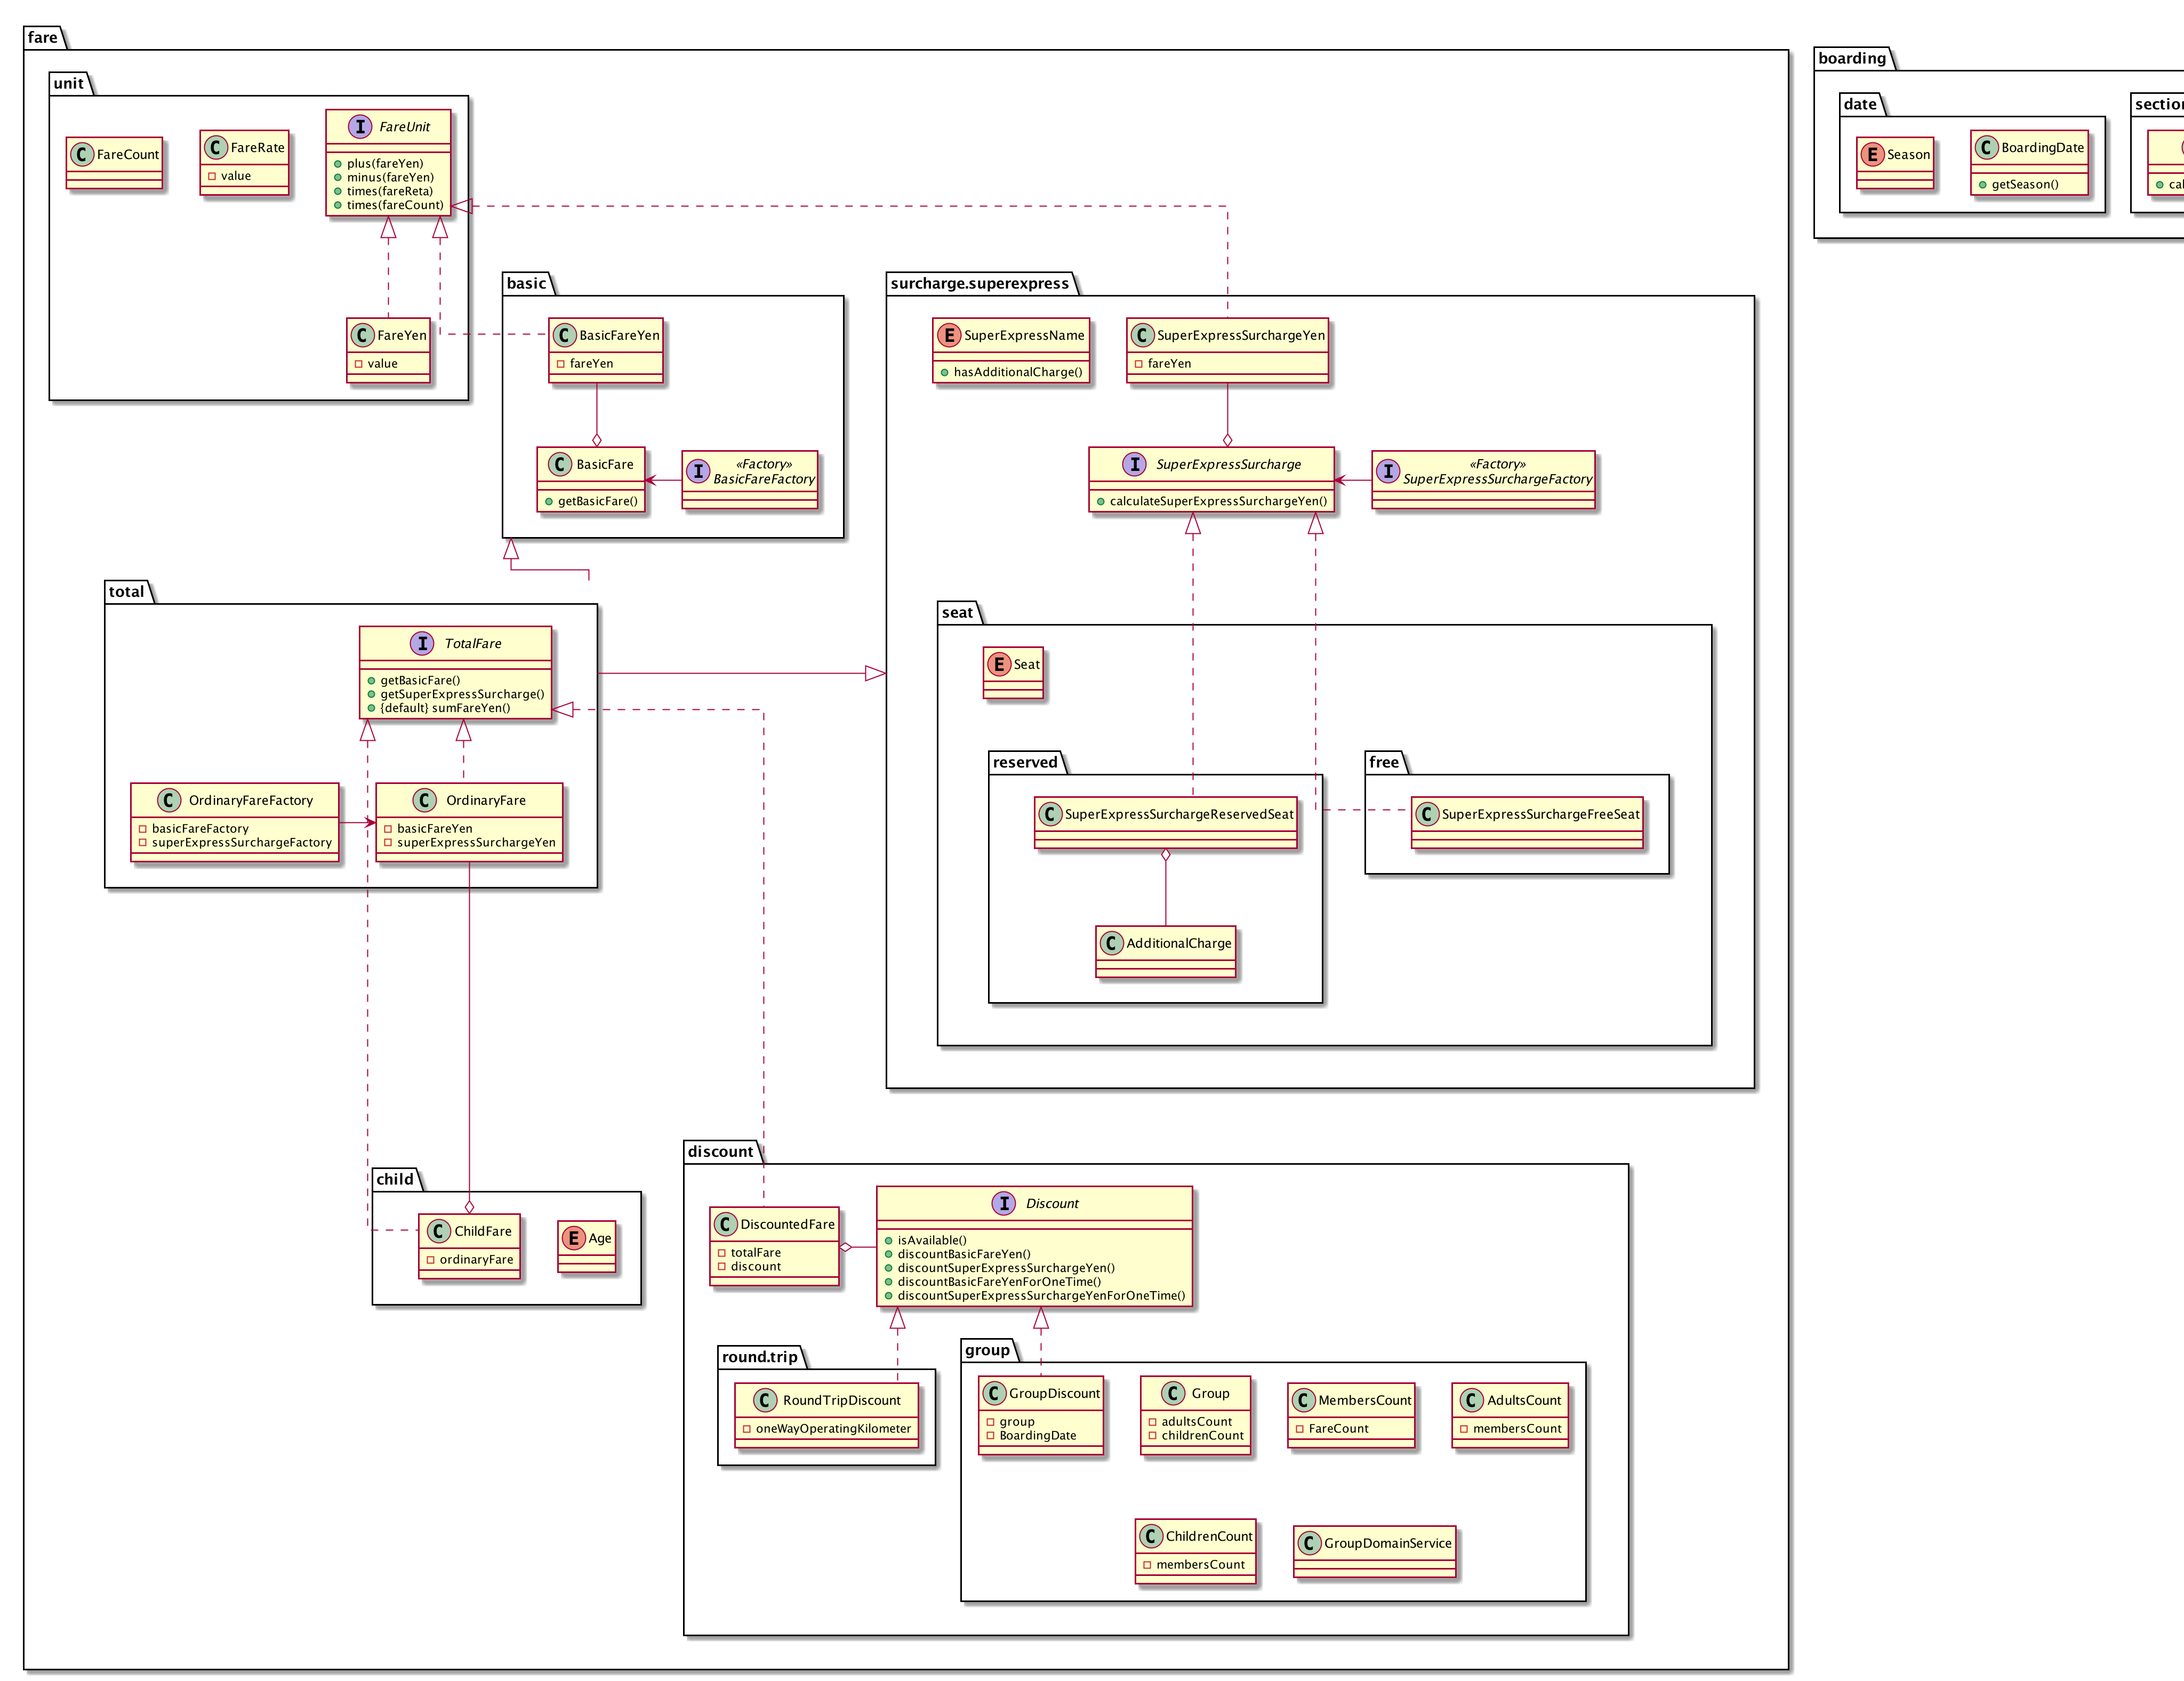 fare
unit
FareCount
FareRate
value
FareUnit
plus(fareYen)
minus(fareYen)
times(fareReta)
times(fareCount)
FareYen
value
basic
BasicFareYen
fareYen
BasicFare
getBasicFare()
«Factory»
BasicFareFactory
surcharge.superexpress
SuperExpressName
hasAdditionalCharge()
SuperExpressSurchargeYen
fareYen
SuperExpressSurcharge
calculateSuperExpressSurchargeYen()
«Factory»
SuperExpressSurchargeFactory
seat
Seat
reserved
SuperExpressSurchargeReservedSeat
AdditionalCharge
free
SuperExpressSurchargeFreeSeat
total
TotalFare
getBasicFare()
getSuperExpressSurcharge()
{default} sumFareYen()
OrdinaryFareFactory
basicFareFactory
superExpressSurchargeFactory
OrdinaryFare
basicFareYen
superExpressSurchargeYen
child
ChildFare
ordinaryFare
Age
discount
DiscountedFare
totalFare
discount
Discount
isAvailable()
discountBasicFareYen()
discountSuperExpressSurchargeYen()
discountBasicFareYenForOneTime()
discountSuperExpressSurchargeYenForOneTime()
round.trip
RoundTripDiscount
oneWayOperatingKilometer
group
GroupDiscount
group
BoardingDate
Group
adultsCount
childrenCount
MembersCount
FareCount
AdultsCount
membersCount
ChildrenCount
membersCount
GroupDomainService
boarding
date
Season
BoardingDate
getSeason()